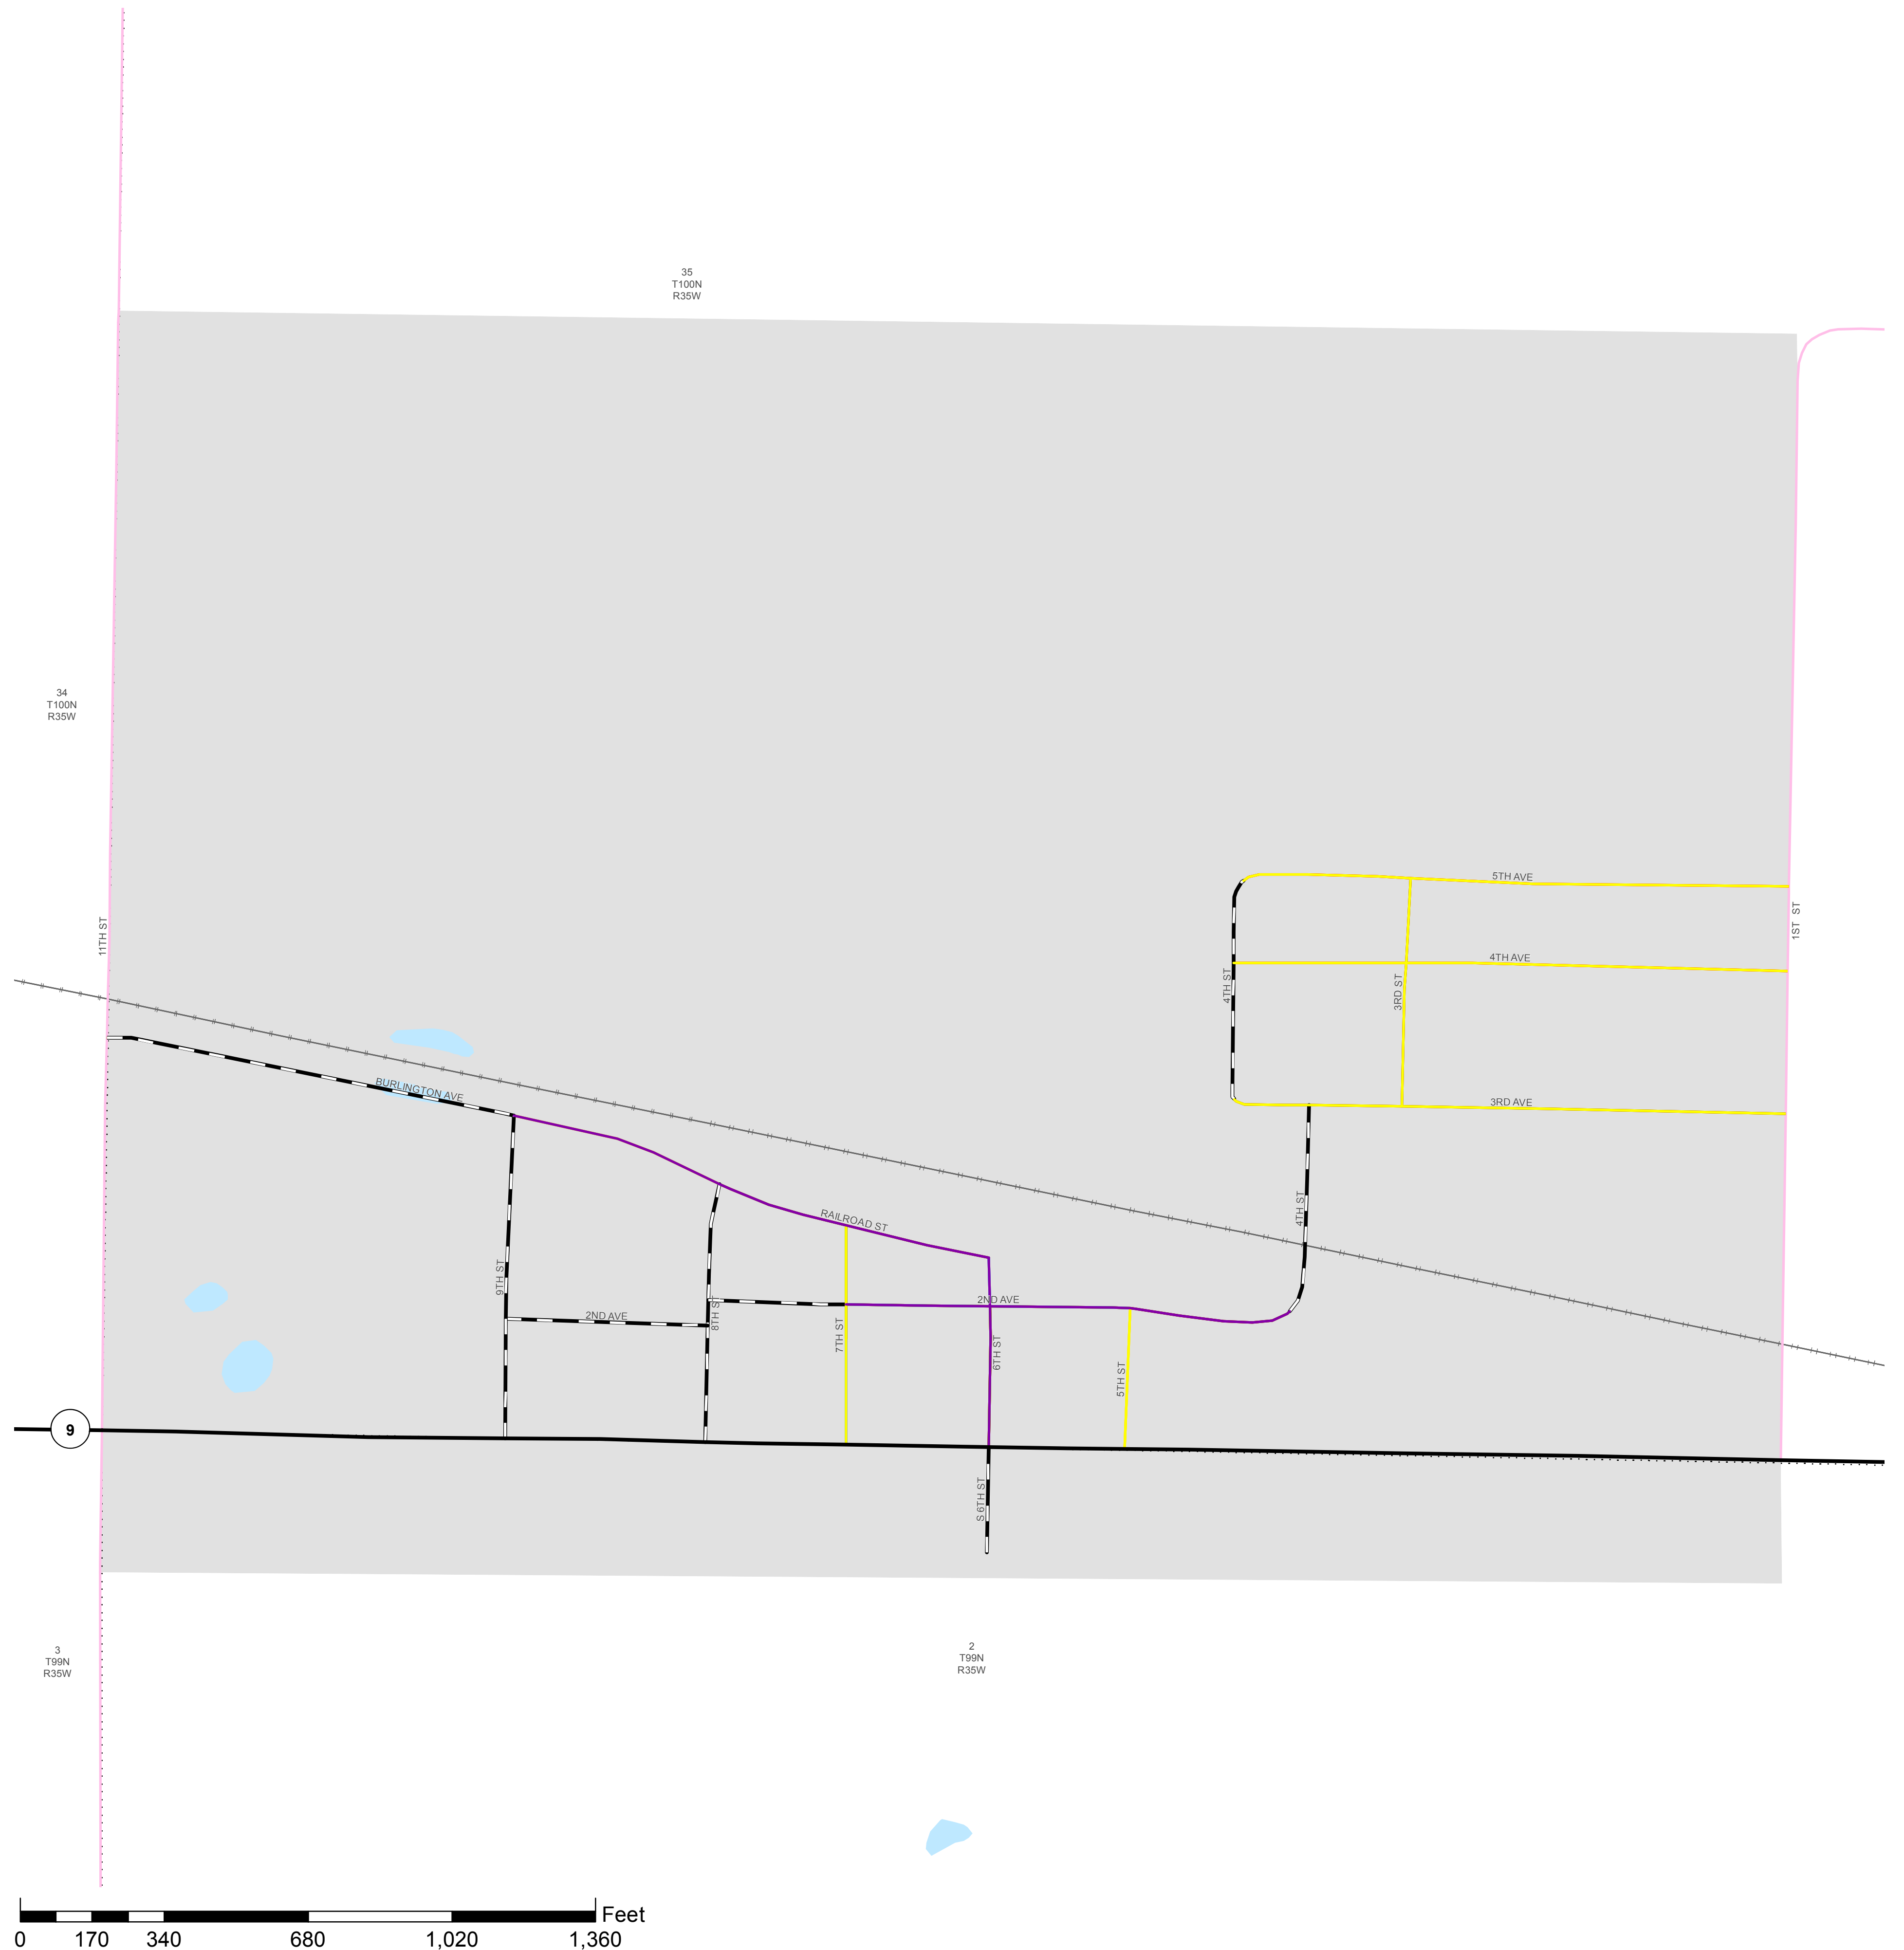 35
T100N
R35W
34
T100N
R35W
5TH AVE
11TH ST
1ST ST
4TH AVE
4TH ST
3RD ST
BURLINGTON AVE
3RD AVE
RAILROAD ST
4TH ST
9TH ST
2ND AVE
2ND AVE
8TH ST
7TH ST
6TH ST
5TH ST
9
S 6TH ST
3
T99N
R35W
2
T99N
R35W
Feet
0 170 340 680 1,020 1,360